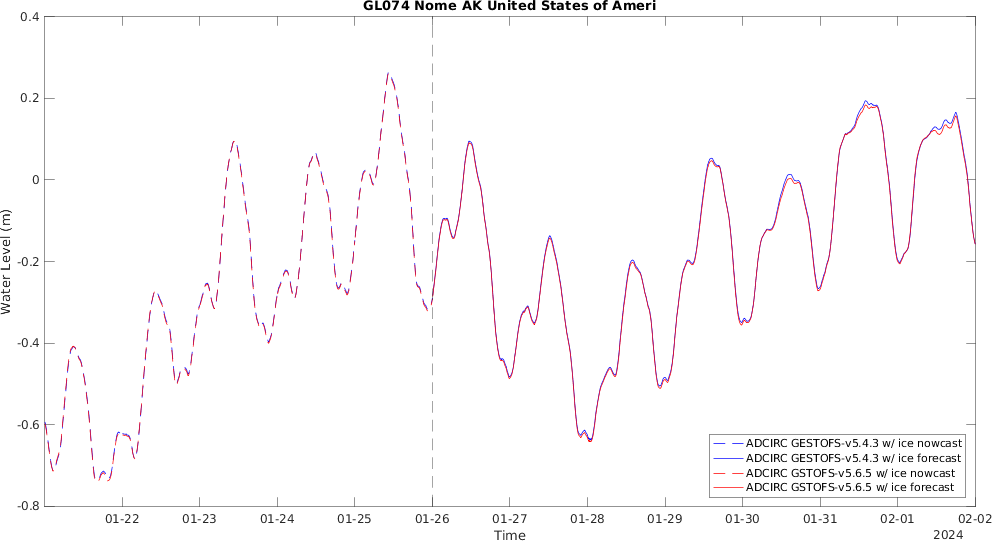 GL074 Nome AK United States of Ameri
0.4
0.2
0
-0.2
-0.4
-0.6
-0.8
Water Level (m)
ADCIRC GESTOFS-v5.4.3 w/ ice nowcast
ADCIRC GESTOFS-v5.4.3 w/ ice forecast
ADCIRC GSTOFS-v5.6.5 w/ ice nowcast
ADCIRC GSTOFS-v5.6.5 w/ ice forecast
01-22 01-23 01-24 01-25 01-26 01-27 01-28 01-29 01-30 01-31 02-01 02-02
Time 2024